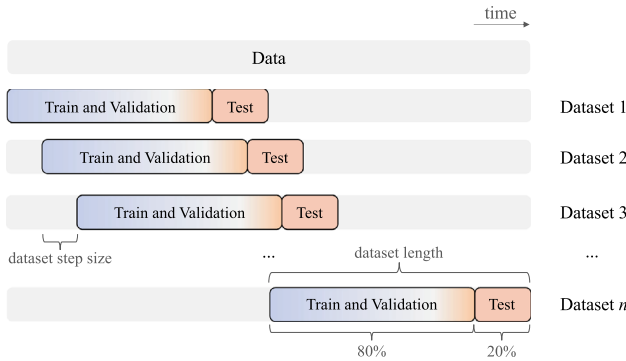 time
Data
Train and Validation Test Dataset 1
Train and Validation Test Dataset 2
Train and Validation Test Dataset 3
dataset step size ... dataset length ...
Train and Validation Test Dataset n
80% 20%